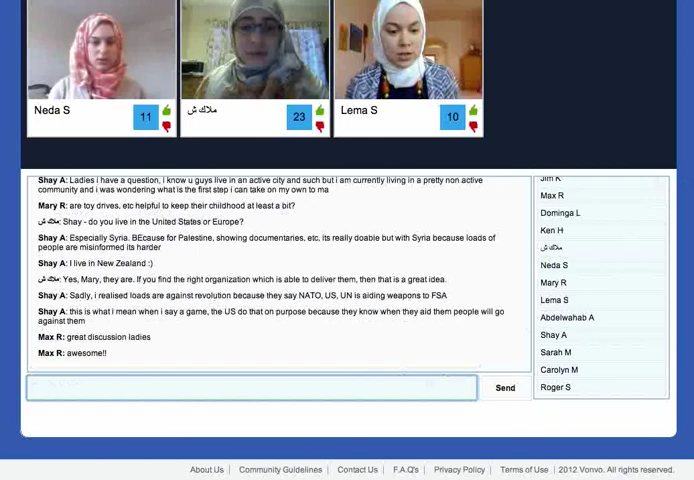 Neda S
11
ملاك ش
23
Lema S
10
Shay A: Ladies i have a question, i know u guys live in an active city and such but i am currently living in a pretty non active
community and i was wondering what is the first step i can take on my own to ma
Mary R: are toy drives, etc helpful to keep their childhood at least a bit?
ملاك ش: Shay - do you live in the United States or Europe?
Shay A: Especially Syria. BEcause for Palestine, showing documentaries, etc, its really doable but with Syria because loads of
people are misinformed its harder
Shay A: I live in New Zealand :)
ملاك ش: Yes, Mary, they are. If you find the right organization which is able to deliver them, then that is a great idea.
Shay A: Sadly, i realised loads are against revolution because they say NATO, US, UN is aiding weapons to FSA
Shay A: this is what i mean when i say a game, the US do that on purpose because they know when they aid them people will go
against them
Max R: great discussion ladies
Max R: awesome!!
Send
Jim K
Max R
Dominga L
Ken H
ملاك ش
Neda S
Mary R
Lema S
Abdelwahab A
Shay A
Sarah M
Carolyn M
Roger S
About Us | Community Guidelines | Contact Us | F.A.Q's | Privacy Policy | Terms of Use | 2012 Vonvo. All rights reserved.